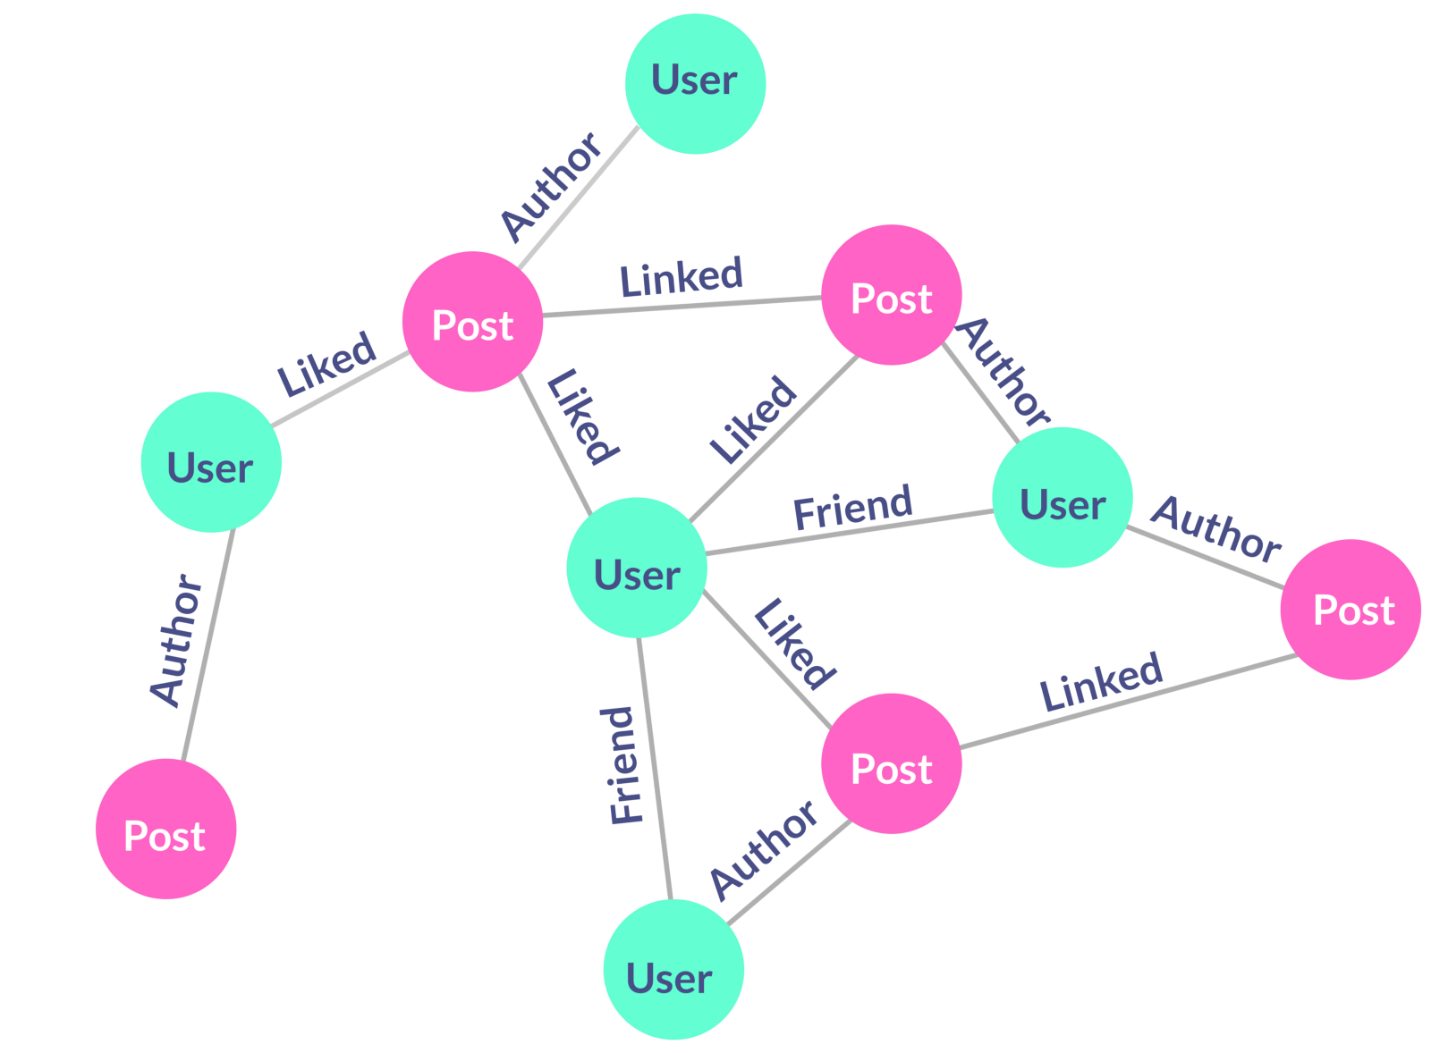 User
Author
Linked
Post
Post
Liked
Author
Liked
Liked
User
Friend
User
Author
User
Liked
Post
Author
Linked
Friend
Post
Author
Post
User